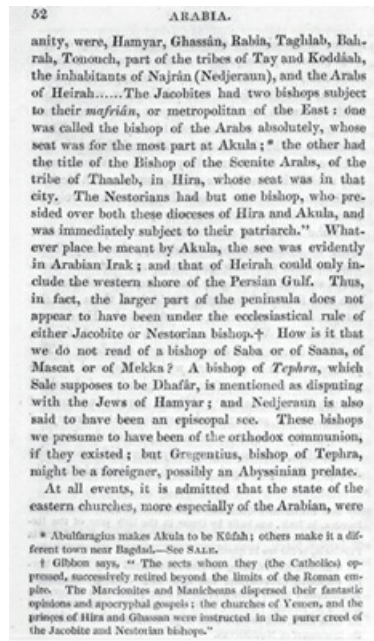 52
ARABIA.
anity, were, Hamyar, Ghassân, Rabia, Taghlab, Bah-
rah, Tonouch, part of the tribes of Tay and Koddâah,
the inhabitants of Najrân (Nedjeraun), and the Arabs
of Heirah......The Jacobites had two bishops subject
to their mafriân, or metropolitan of the East: one
was called the bishop of the Arabs absolutely, whose
seat was for the most part at Akula;* the other had
the title of the Bishop of the Scenite Arabs, of the
tribe of Thaaleb, in Hira, whose seat was in that
city. The Nestorians had but one bishop, who pre-
sided over both these dioceses of Hira and Akula, and
was immediately subject to their patriarch." What-
ever place be meant by Akula, the see was evidently
in Arabian Irak; and that of Heirah could only in-
clude the western shore of the Persian Gulf. Thus,
in fact, the larger part of the peninsula does not
appear to have been under the ecclesiastical rule of
either Jacobite or Nestorian bishop.† How is it that
we do not read of a bishop of Saba or of Saana, of
Mascat or of Mekka? A bishop of Tephra, which
Sale supposes to be Dhafâr, is mentioned as disputing
with the Jews of Hamyar; and Nedjeraun is also
said to have been an episcopal see. These bishops
we presume to have been of the orthodox communion,
if they existed; but Gregentius, bishop of Tephra,
might be a foreigner, possibly an Abyssinian prelate.
At all events, it is admitted that the state of the
eastern churches, more especially of the Arabian, were
* Abulfaragius makes Akula to be Kûfah; others make it a dif-
ferent town near Bagdad.—See SALE.
† Gibbon says, "The sects whom they (the Catholics) op-
pressed, successively retired beyond the limits of the Roman em-
pire. The Marcionites and Manicheans dispersed their fantastic
opinions and apocryphal gospels; the churches of Yemen, and the
princes of Hira and Ghassan were instructed in the purer creed of
the Jacobite and Nestorian bishops."